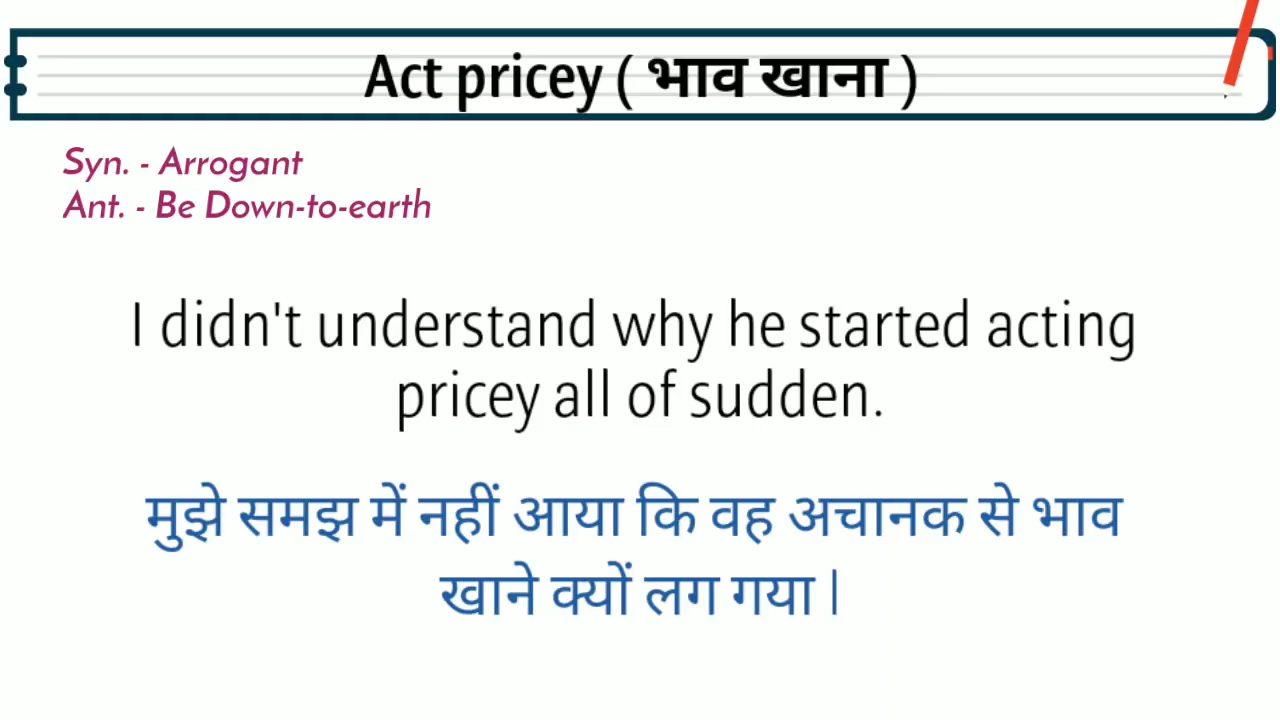 Act pricey ( भाव खाना )
Syn. - Arrogant
Ant. - Be Down-to-earth
I didn't understand why he started acting
pricey all of sudden.
मुझे समझ में नहीं आया कि वह अचानक से भाव
खाने क्यों लग गया |